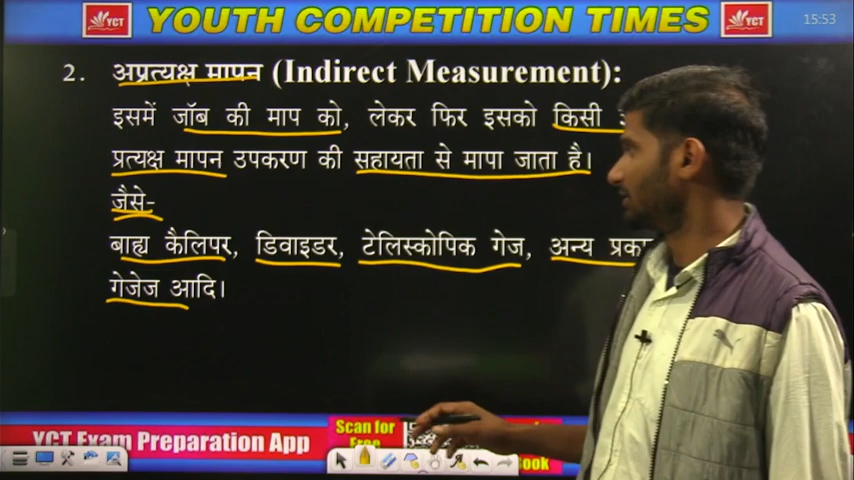 YCT YOUTH COMPETITION TIMES YCT 15:53
2. अप्रत्यक्ष मापन (Indirect Measurement):
इसमें जॉब की माप को, लेकर फिर इसको किसी
प्रत्यक्ष मापन उपकरण की सहायता से मापा जाता है।
जैसे-
बाह्य कैलिपर, डिवाइडर, टेलिस्कोपिक गेज, अन्य
गेजेज आदि।
YCT Exam Preparation App
Scan for
Free